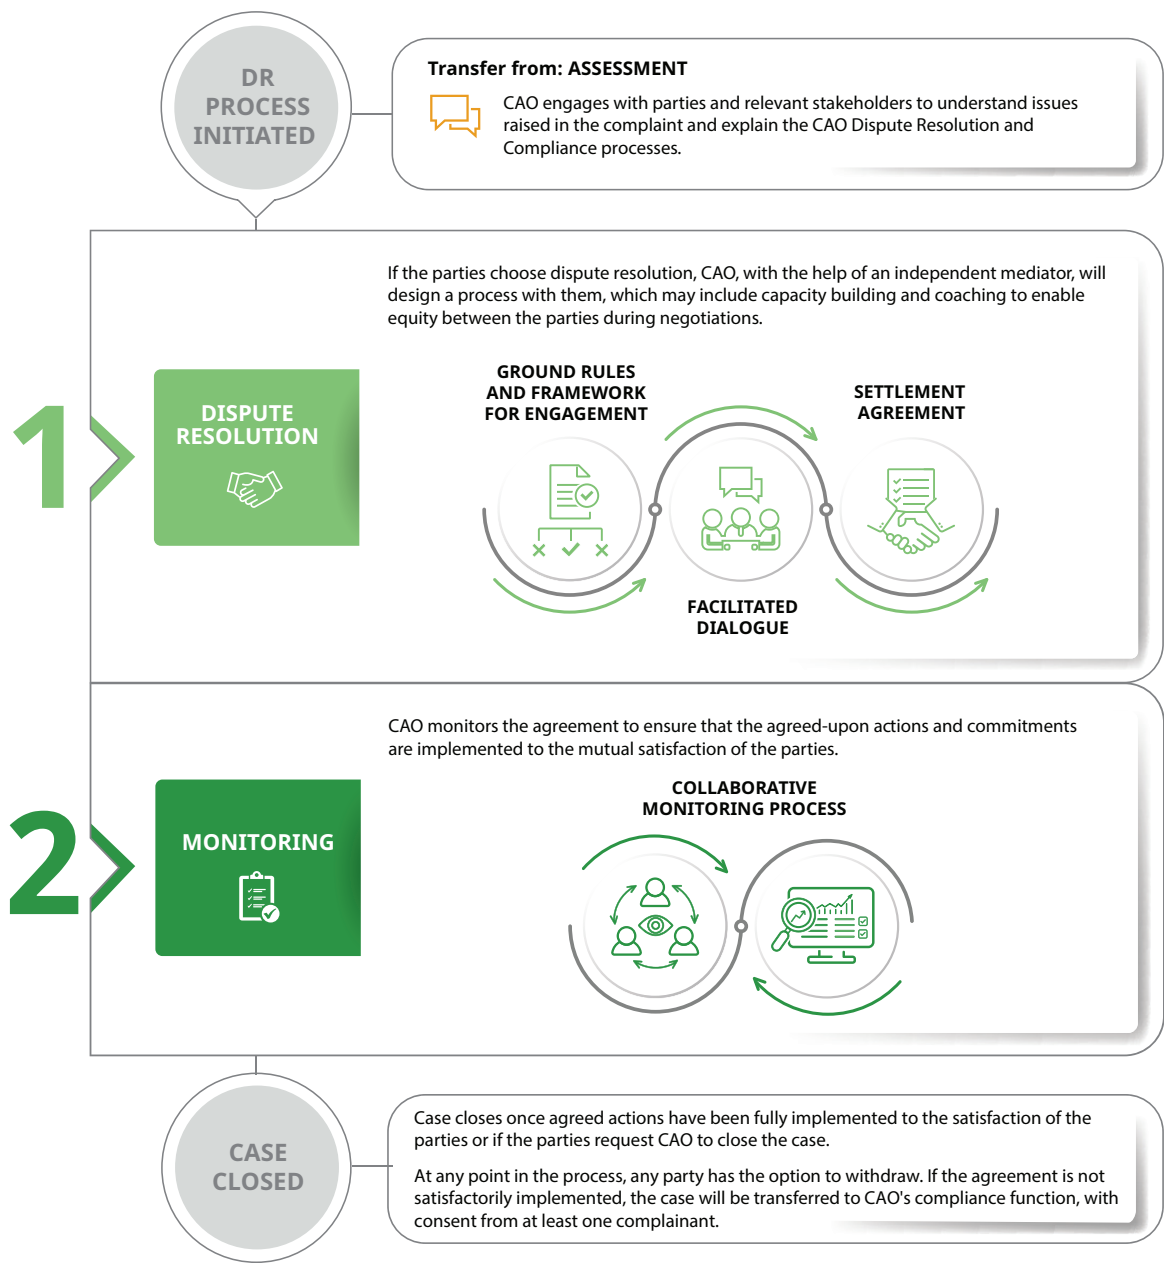 DR
PROCESS
INITIATED
Transfer from: ASSESSMENT
CAO engages with parties and relevant stakeholders to understand issues
raised in the complaint and explain the CAO Dispute Resolution and
Compliance processes.
If the parties choose dispute resolution, CAO, with the help of an independent mediator, will
design a process with them, which may include capacity building and coaching to enable
equity between the parties during negotiations.
1
DISPUTE
RESOLUTION
GROUND RULES
AND FRAMEWORK
FOR ENGAGEMENT
FACILITATED
DIALOGUE
SETTLEMENT
AGREEMENT
CAO monitors the agreement to ensure that the agreed-upon actions and commitments
are implemented to the mutual satisfaction of the parties.
2
MONITORING
COLLABORATIVE
MONITORING PROCESS
CASE
CLOSED
Case closes once agreed actions have been fully implemented to the satisfaction of the
parties or if the parties request CAO to close the case.
At any point in the process, any party has the option to withdraw. If the agreement is not
satisfactorily implemented, the case will be transferred to CAO's compliance function, with
consent from at least one complainant.